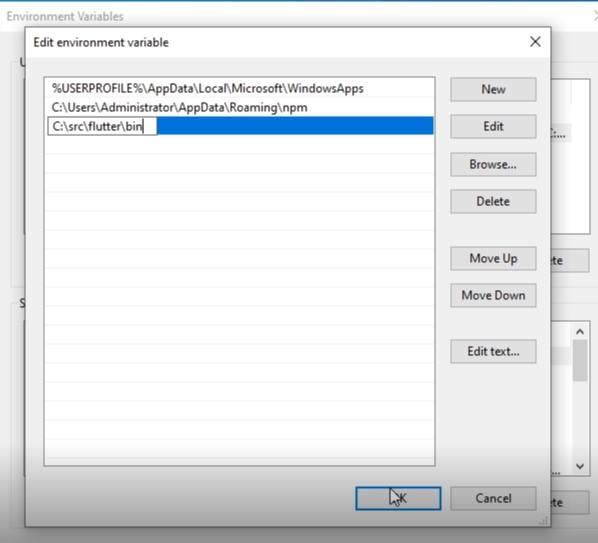 Environment Variables
Edit environment variable
%USERPROFILE%\AppData\Local\Microsoft\WindowsApps
C:\Users\Administrator\AppData\Roaming\npm
C:\src\flutter\bin
New
Edit
Browse...
Delete
Move Up
Move Down
Edit text...
Cancel